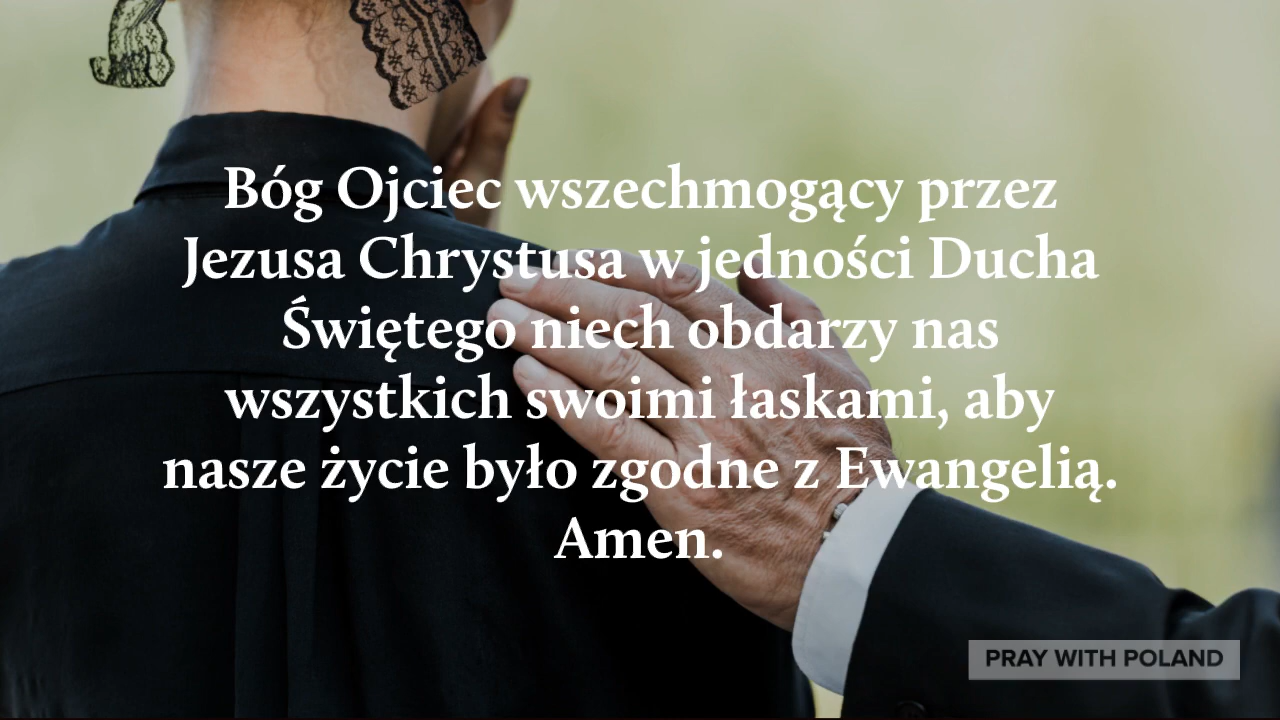 Bóg Ojciec wszechmogący przez
Jezusa Chrystusa w jedności Ducha
Świętego niech obdarzy nas
wszystkich swoimi łaskami, aby
nasze życie było zgodne z Ewangelią.
Amen.
PRAY WITH POLAND